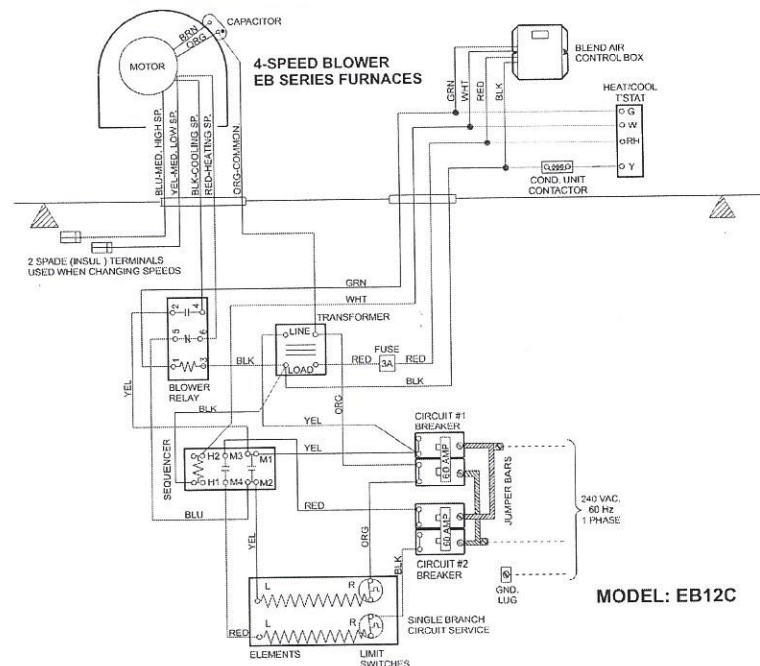 CAPACITOR
BRN
ORG
MOTOR
4-SPEED BLOWER
EB SERIES FURNACES
BLEND AIR
CONTROL BOX
GRN
WHT
RED
BLK
HEAT/COOL
T'STAT
G
W
RH
Y
COND. UNIT
CONTACTOR
BLU-MED. HIGH SP.
YEL-MED. LOW SP.
BLK-COOLING SP.
RED-HEATING SP.
ORG-COMMON
2 SPADE (INSUL.) TERMINALS
USED WHEN CHANGING SPEEDS
GRN
WHT
2
4
5
6
1
3
BLOWER
RELAY
YEL
BLK
TRANSFORMER
LINE
LOAD
RED
FUSE
3A
RED
BLK
ORG
BLK
YEL
YEL
CIRCUIT #1
BREAKER
60 AMP
60 AMP
CIRCUIT #2
BREAKER
JUMPER BARS
240 VAC.
60 Hz
1 PHASE
GND.
LUG
SEQUENCER
H2
M3
M1
H1
M4
M2
BLU
YEL
RED
ORG
BLK
L
R
L
R
RED
ELEMENTS
LIMIT
SWITCHES
SINGLE BRANCH
CIRCUIT SERVICE
MODEL: EB12C